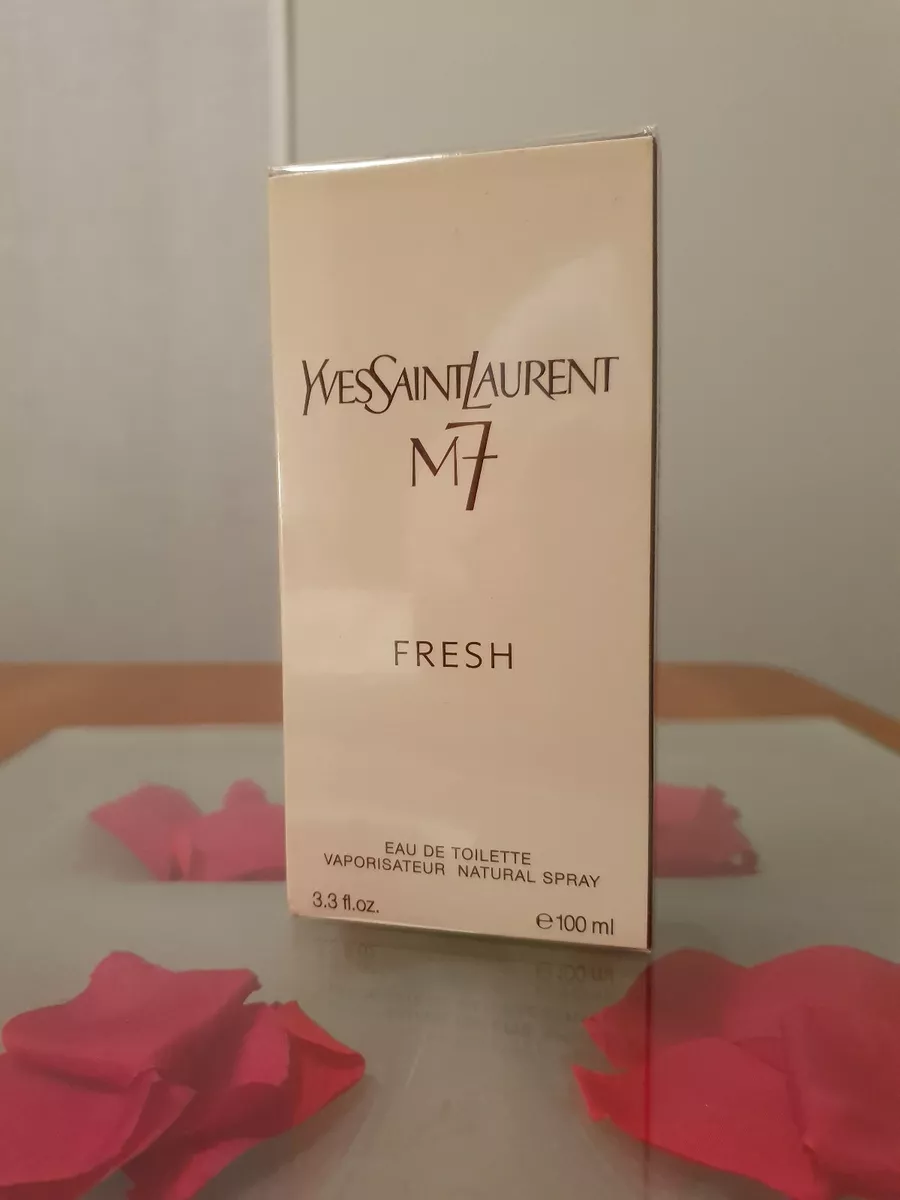 YVESSAINTLAURENT
M7
FRESH
EAU DE TOILETTE
VAPORISATEUR NATURAL SPRAY
3.3 fl.oz.
℮100 ml